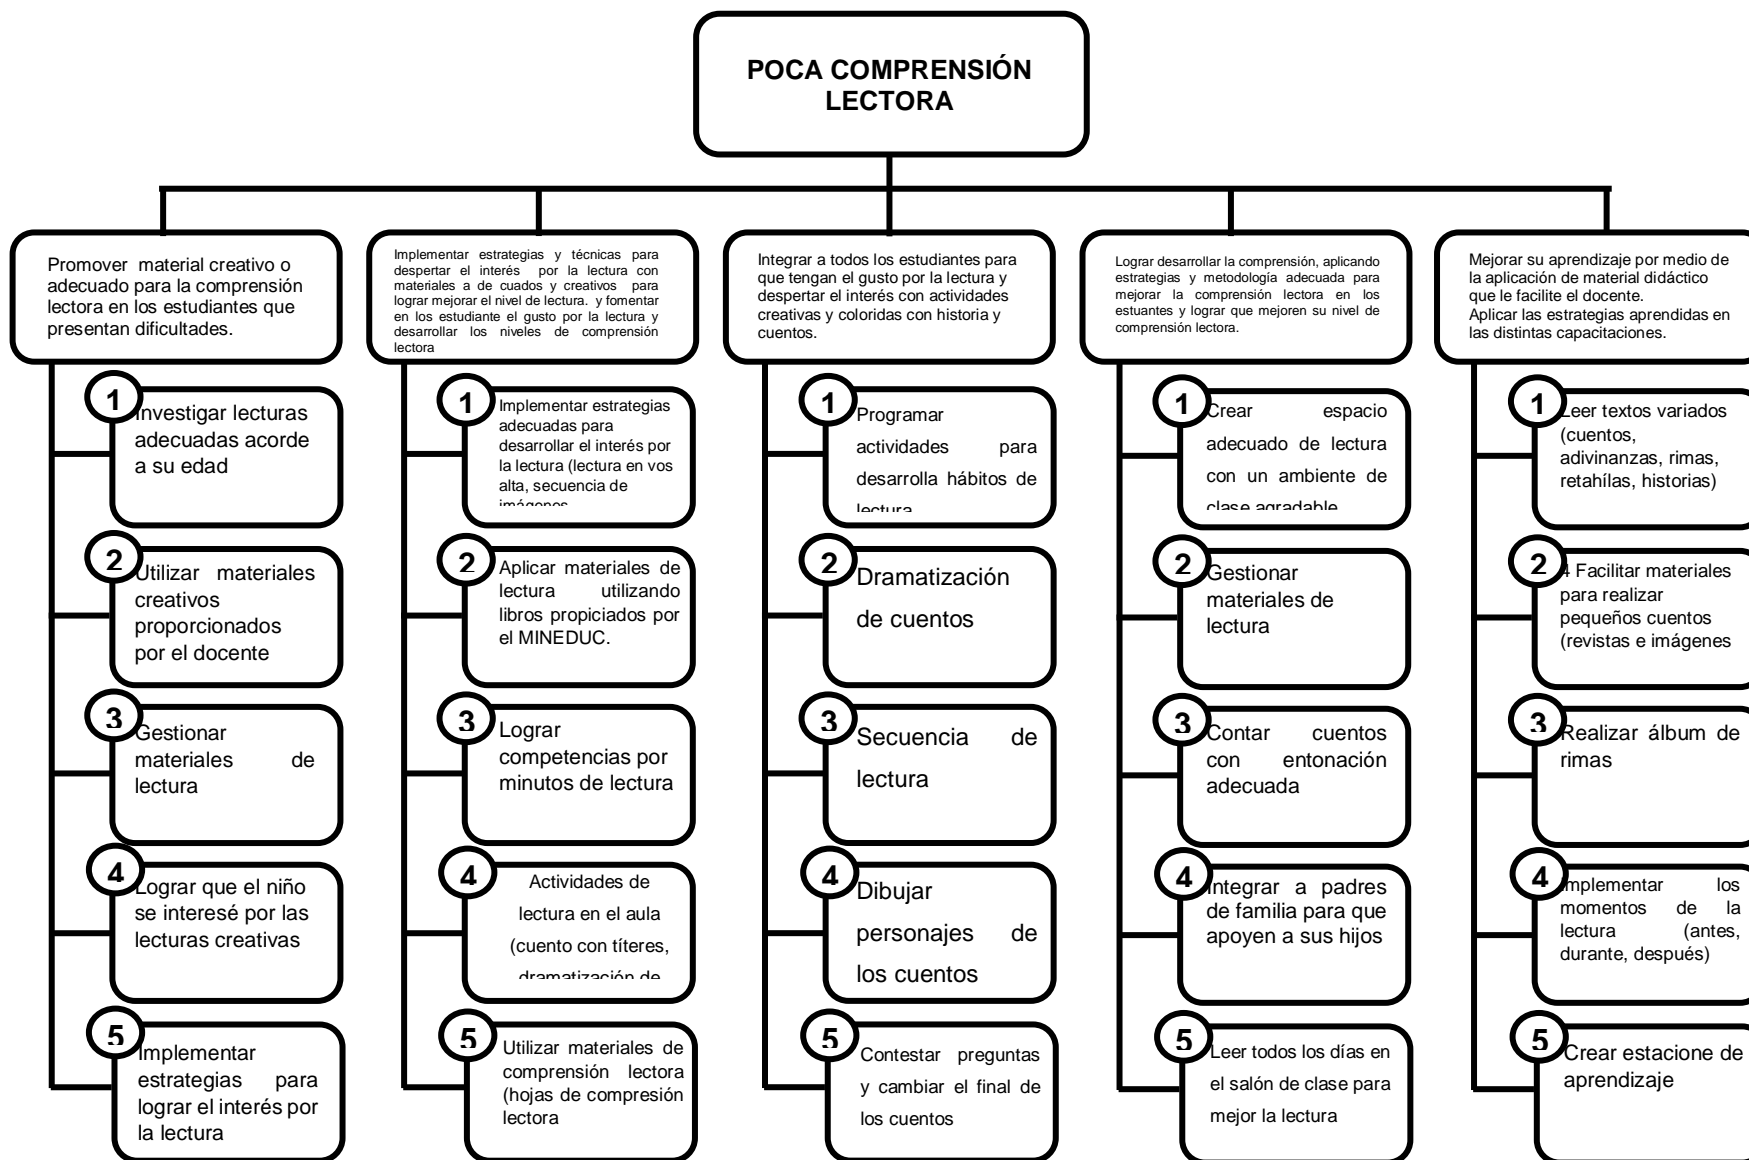 POCA COMPRENSIÓN
LECTORA
Promover material creativo o
adecuado para la comprensión
lectora en los estudiantes que
presentan dificultades.
1
Investigar lecturas
adecuadas acorde
a su edad
2
Utilizar materiales
creativos
proporcionados
por el docente
3
Gestionar
materiales de
lectura
4
Lograr que el niño
se interesé por las
lecturas creativas
5
Implementar
estrategias para
lograr el interés por
la lectura
Implementar estrategias y técnicas para
despertar el interés por la lectura con
materiales a de cuados y creativos para
lograr mejorar el nivel de lectura. y fomentar
en los estudiante el gusto por la lectura y
desarrollar los niveles de comprensión
lectora
1
Implementar estrategias
adecuadas para
desarrollar el interés por
la lectura (lectura en vos
alta, secuencia de
imágenes
2
Aplicar materiales de
lectura utilizando
libros propiciados por
el MINEDUC.
3
Lograr
competencias por
minutos de lectura
4
Actividades de
lectura en el aula
(cuento con títeres,
dramatización de
5
Utilizar materiales de
comprensión lectora
(hojas de compresión
lectora
Integrar a todos los estudiantes para
que tengan el gusto por la lectura y
despertar el interés con actividades
creativas y coloridas con historia y
cuentos.
1
Programar
actividades para
desarrolla hábitos de
lectura
2
Dramatización
de cuentos
3
Secuencia de
lectura
4
Dibujar
personajes de
los cuentos
5
Contestar preguntas
y cambiar el final de
los cuentos
Lograr desarrollar la comprensión, aplicando
estrategias y metodología adecuada para
mejorar la comprensión lectora en los
estuantes y lograr que mejoren su nivel de
comprensión lectora.
1
Crear espacio
adecuado de lectura
con un ambiente de
clase agradable
2
Gestionar
materiales de
lectura
3
Contar cuentos
con entonación
adecuada
4
Integrar a padres
de familia para que
apoyen a sus hijos
5
Leer todos los días en
el salón de clase para
mejor la lectura
Mejorar su aprendizaje por medio de
la aplicación de material didáctico
que le facilite el docente.
Aplicar las estrategias aprendidas en
las distintas capacitaciones.
1
Leer textos variados
(cuentos,
adivinanzas, rimas,
retahílas, historias)
2
4 Facilitar materiales
para realizar
pequeños cuentos
(revistas e imágenes
3
Realizar álbum de
rimas
4
Implementar los
momentos de la
lectura (antes,
durante, después)
5
Crear estacione de
aprendizaje